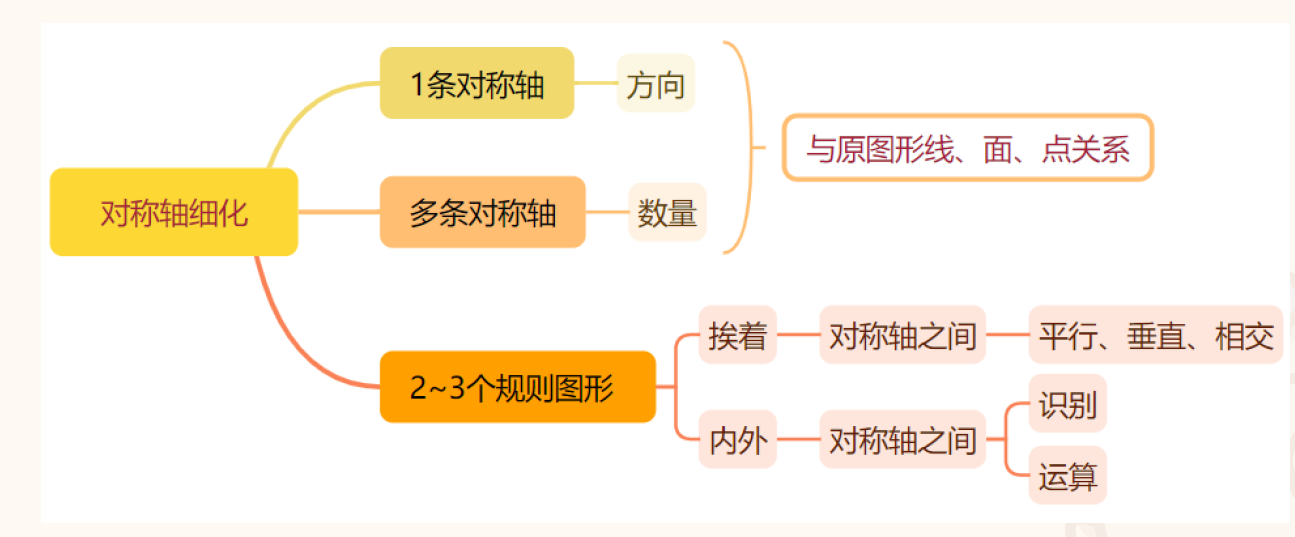 对称轴细化
1条对称轴
方向
多条对称轴
数量
与原图形线、面、点关系
2~3个规则图形
挨着
对称轴之间
平行、垂直、相交
内外
对称轴之间
识别
运算